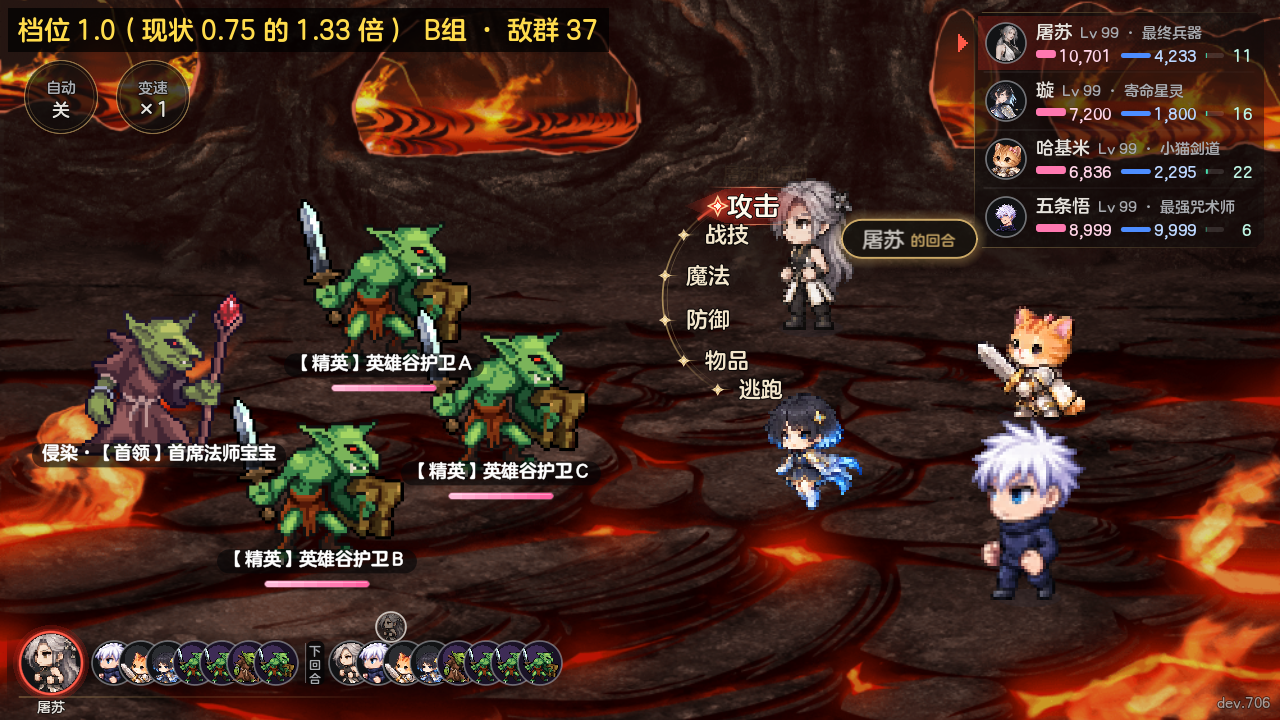 档位 1.0（现状 0.75 的 1.33 倍） B组 · 敌群 37
自动
关
变速
×1
屠苏 Lv 99 · 最终兵器
10,701 4,233 11
璇 Lv 99 · 寄命星灵
7,200 1,800 16
哈基米 Lv 99 · 小猫剑道
6,836 2,295 22
五条悟 Lv 99 · 最强咒术师
8,999 9,999 6
攻击
战技
魔法
防御
物品
逃跑
屠苏 的回合
【精英】英雄谷护卫A
侵染·【首领】首席法师宝宝
【精英】英雄谷护卫C
【精英】英雄谷护卫B
下回合
屠苏
dev.706